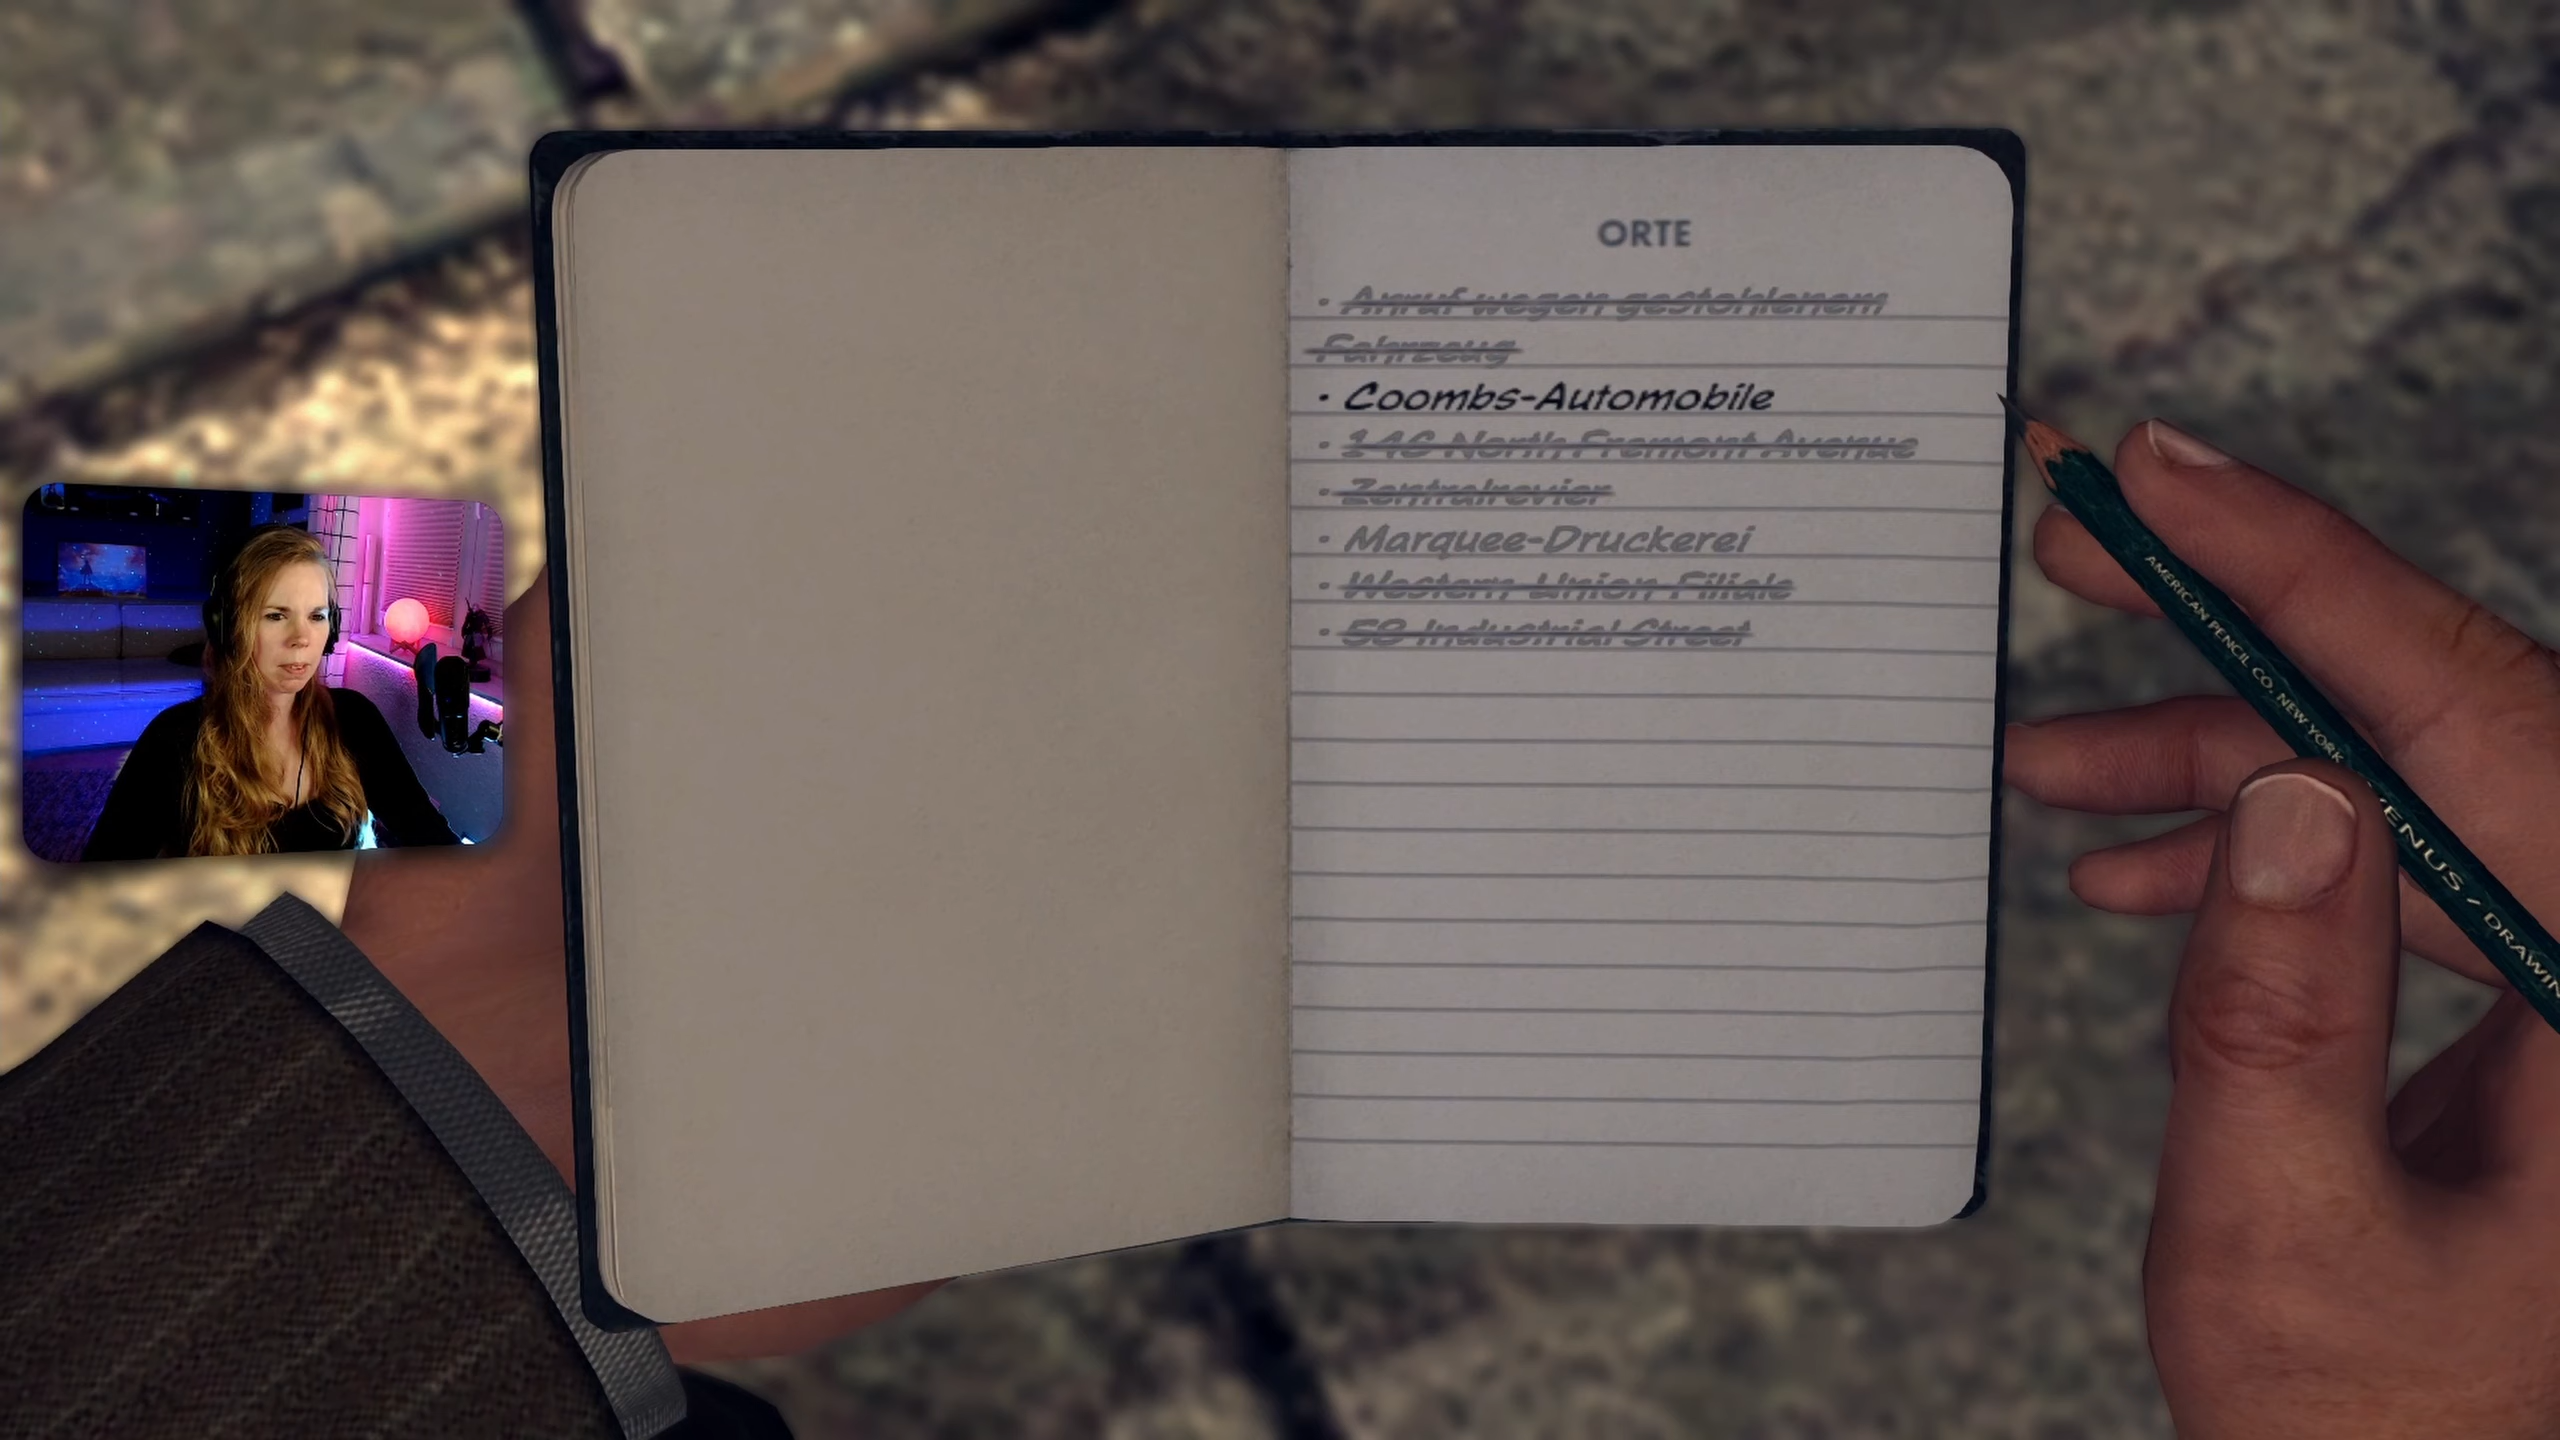 ORTE
• Anruf wegen gestohlenem
Fahrzeug
• Coombs-Automobile
• 146 North Fremont Avenue
• Zentralrevier
• Marquee-Druckerei
• Western-Union-Filiale
• 58 Industrial Street
AMERICAN PENCIL CO. NEW YORK VENUS / DRAWIN